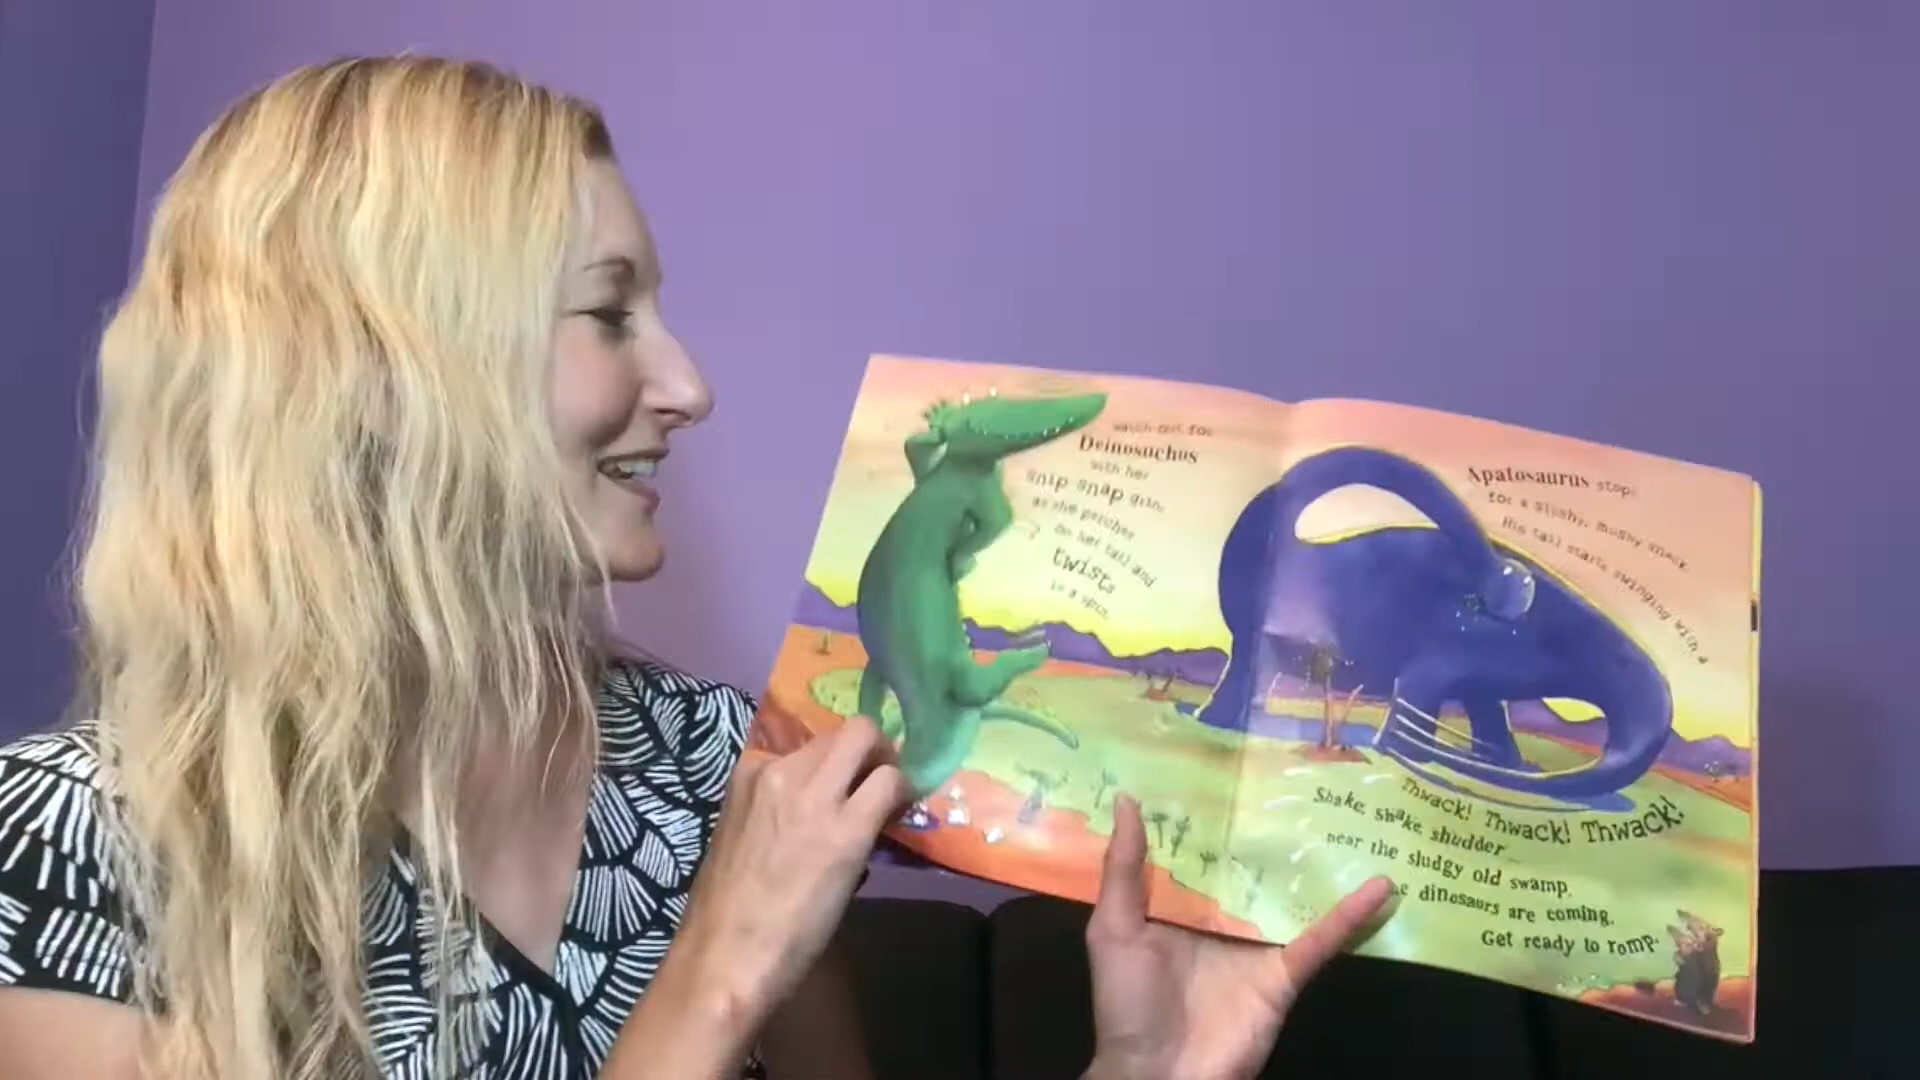 watch out for
Deinosuchus
with her
snip snap grin,
as she perches
on her tail and
twists
in a spin.
Apatosaurus stops
for a slishy, mushy snack.
His tail starts swinging with a
Thwack! Thwack! Thwack!
Shake, shake, shudder...
near the sludgy old swamp.
dinosaurs are coming.
Get ready to romp.